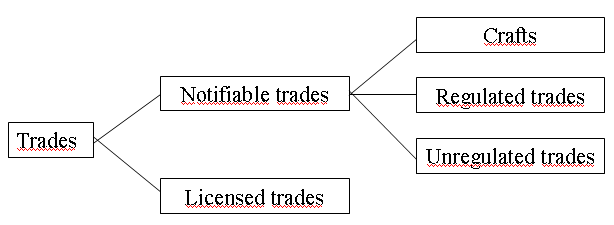 Crafts
Notifiable trades
Regulated trades
Trades
Unregulated trades
Licensed trades